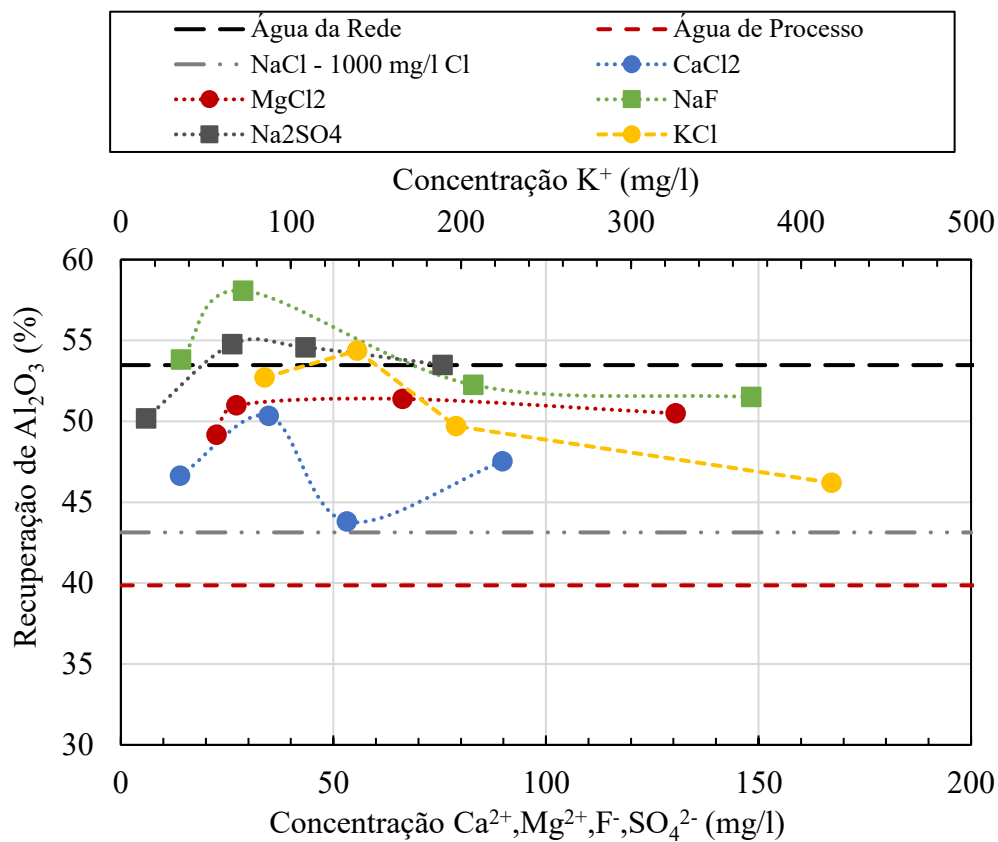 Água da Rede
Água de Processo
NaCl - 1000 mg/l Cl
CaCl2
MgCl2
NaF
Na2SO4
KCl
Concentração K⁺ (mg/l)
0 100 200 300 400 500
60
55
50
45
40
35
30
Recuperação de Al₂O₃ (%)
0 50 100 150 200
Concentração Ca²⁺,Mg²⁺,F⁻,SO₄²⁻ (mg/l)